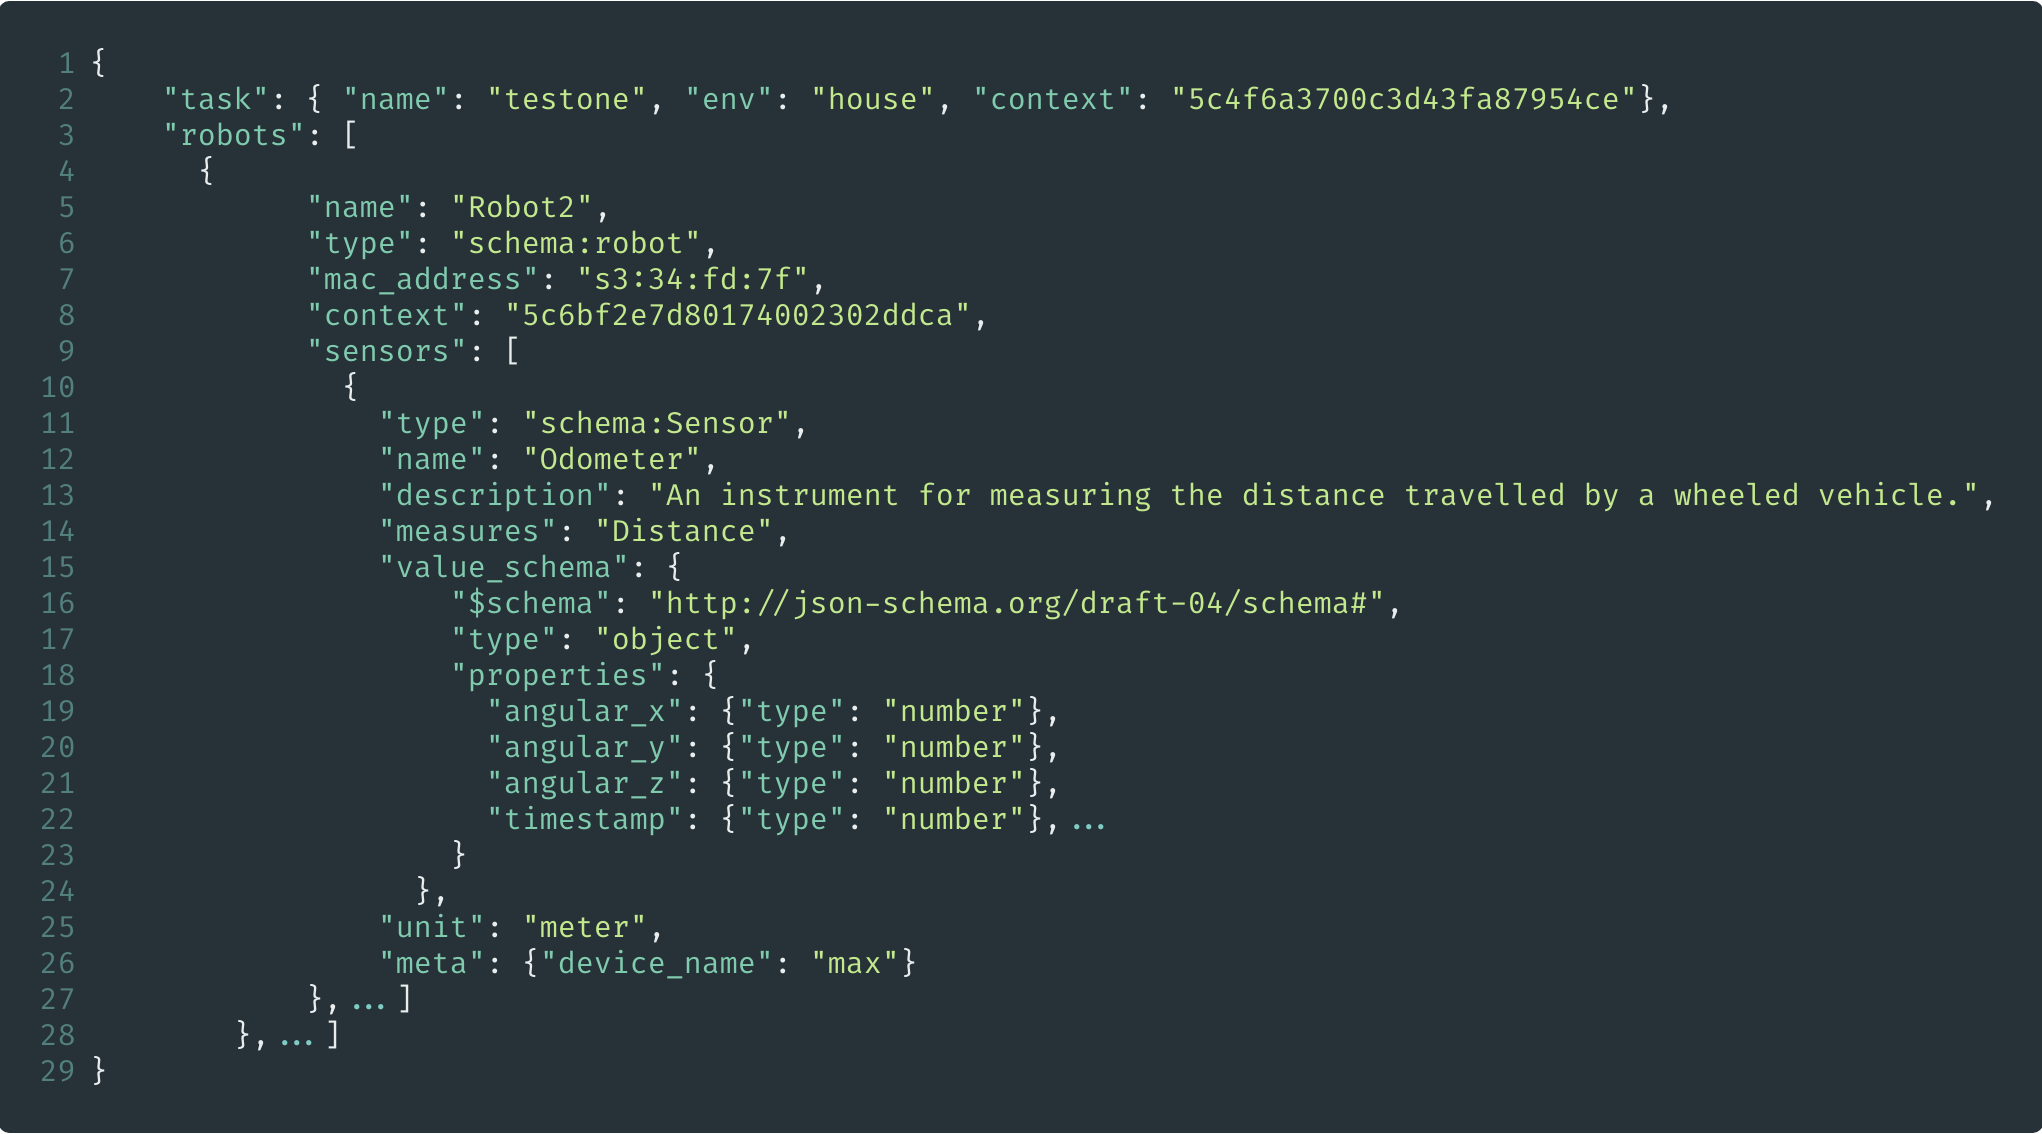 1 {
2     "task": { "name": "testone", "env": "house", "context": "5c4f6a3700c3d43fa87954ce"},
3     "robots": [
4       {
5             "name": "Robot2",
6             "type": "schema:robot",
7             "mac_address": "s3:34:fd:7f",
8             "context": "5c6bf2e7d80174002302ddca",
9             "sensors": [
10               {
11                 "type": "schema:Sensor",
12                 "name": "Odometer",
13                 "description": "An instrument for measuring the distance travelled by a wheeled vehicle.",
14                 "measures": "Distance",
15                 "value_schema": {
16                     "$schema": "http://json-schema.org/draft-04/schema#",
17                     "type": "object",
18                     "properties": {
19                       "angular_x": {"type": "number"},
20                       "angular_y": {"type": "number"},
21                       "angular_z": {"type": "number"},
22                       "timestamp": {"type": "number"},...
23                     }
24                   },
25                 "unit": "meter",
26                 "meta": {"device_name": "max"}
27             },...]
28         },...]
29 }